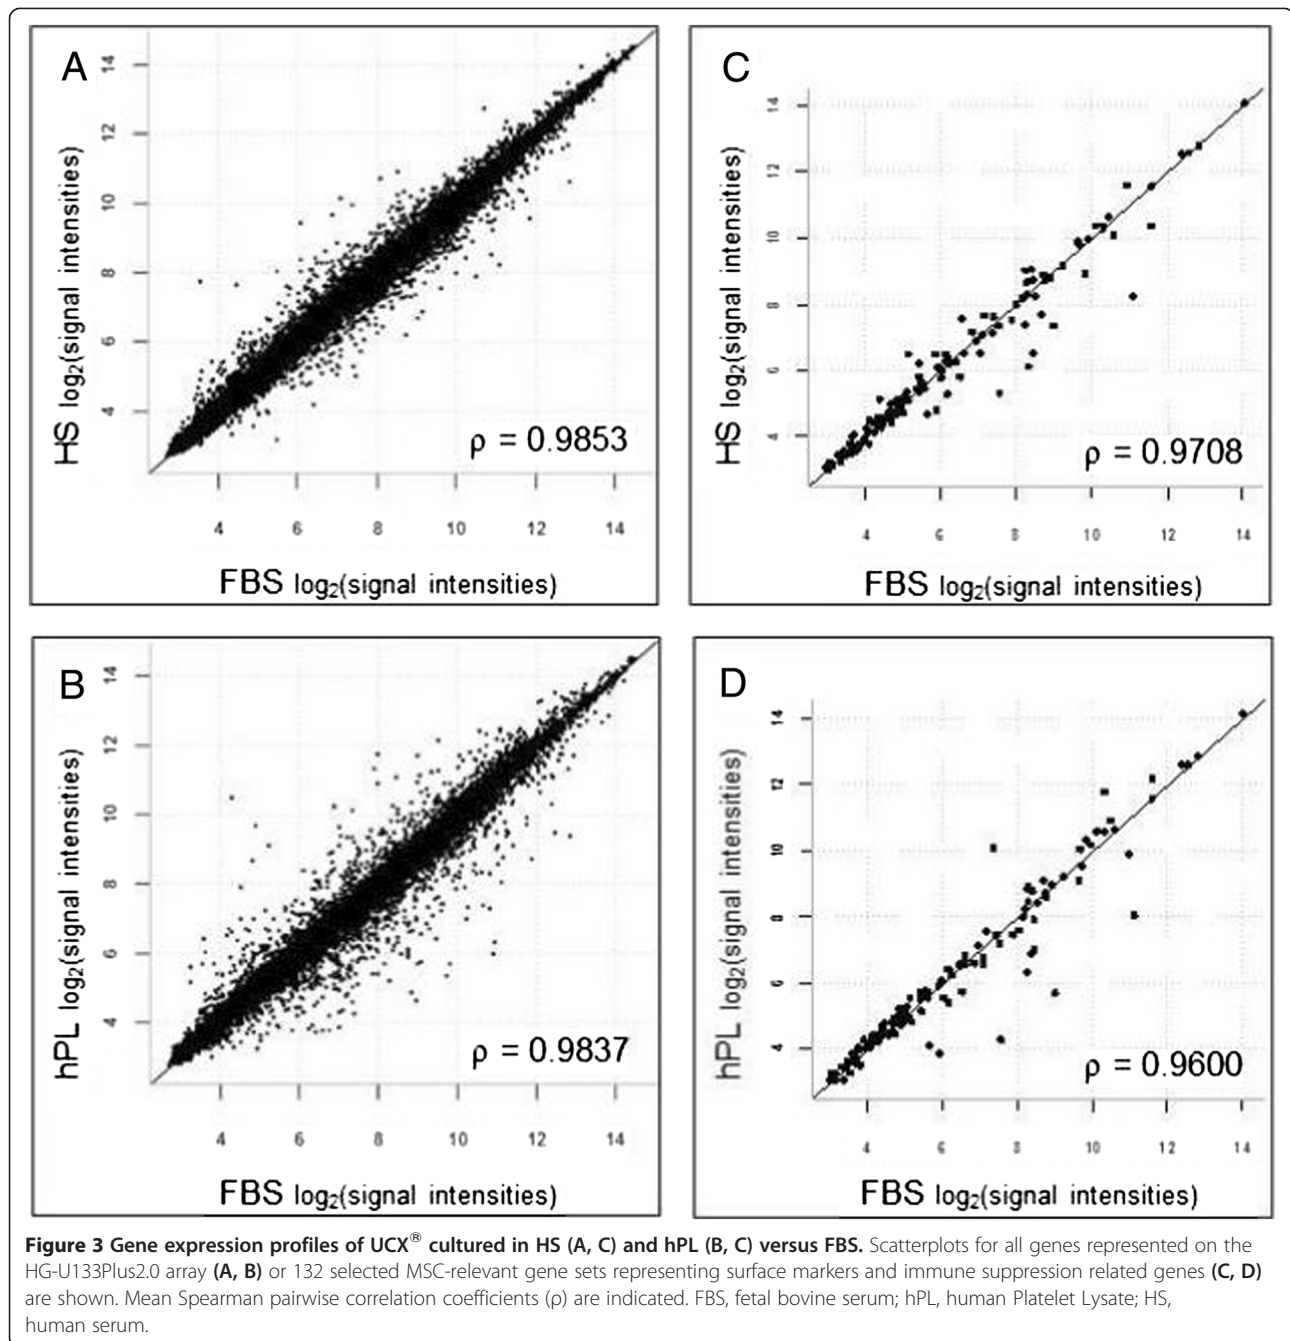 A
HS log₂(signal intensities)
14
12
10
8
6
4
ρ = 0.9853
4 6 8 10 12 14
FBS log₂(signal intensities)
C
HS log₂(signal intensities)
14
12
10
8
6
4
ρ = 0.9708
4 6 8 10 12 14
FBS log₂(signal intensities)
B
hPL log₂(signal intensities)
14
12
10
8
6
4
ρ = 0.9837
4 6 8 10 12 14
FBS log₂(signal intensities)
D
hPL log₂(signal intensities)
14
12
10
8
6
4
ρ = 0.9600
4 6 8 10 12 14
FBS log₂(signal intensities)
Figure 3 Gene expression profiles of UCX® cultured in HS (A, C) and hPL (B, C) versus FBS. Scatterplots for all genes represented on the
HG-U133Plus2.0 array (A, B) or 132 selected MSC-relevant gene sets representing surface markers and immune suppression related genes (C, D)
are shown. Mean Spearman pairwise correlation coefficients (ρ) are indicated. FBS, fetal bovine serum; hPL, human Platelet Lysate; HS,
human serum.